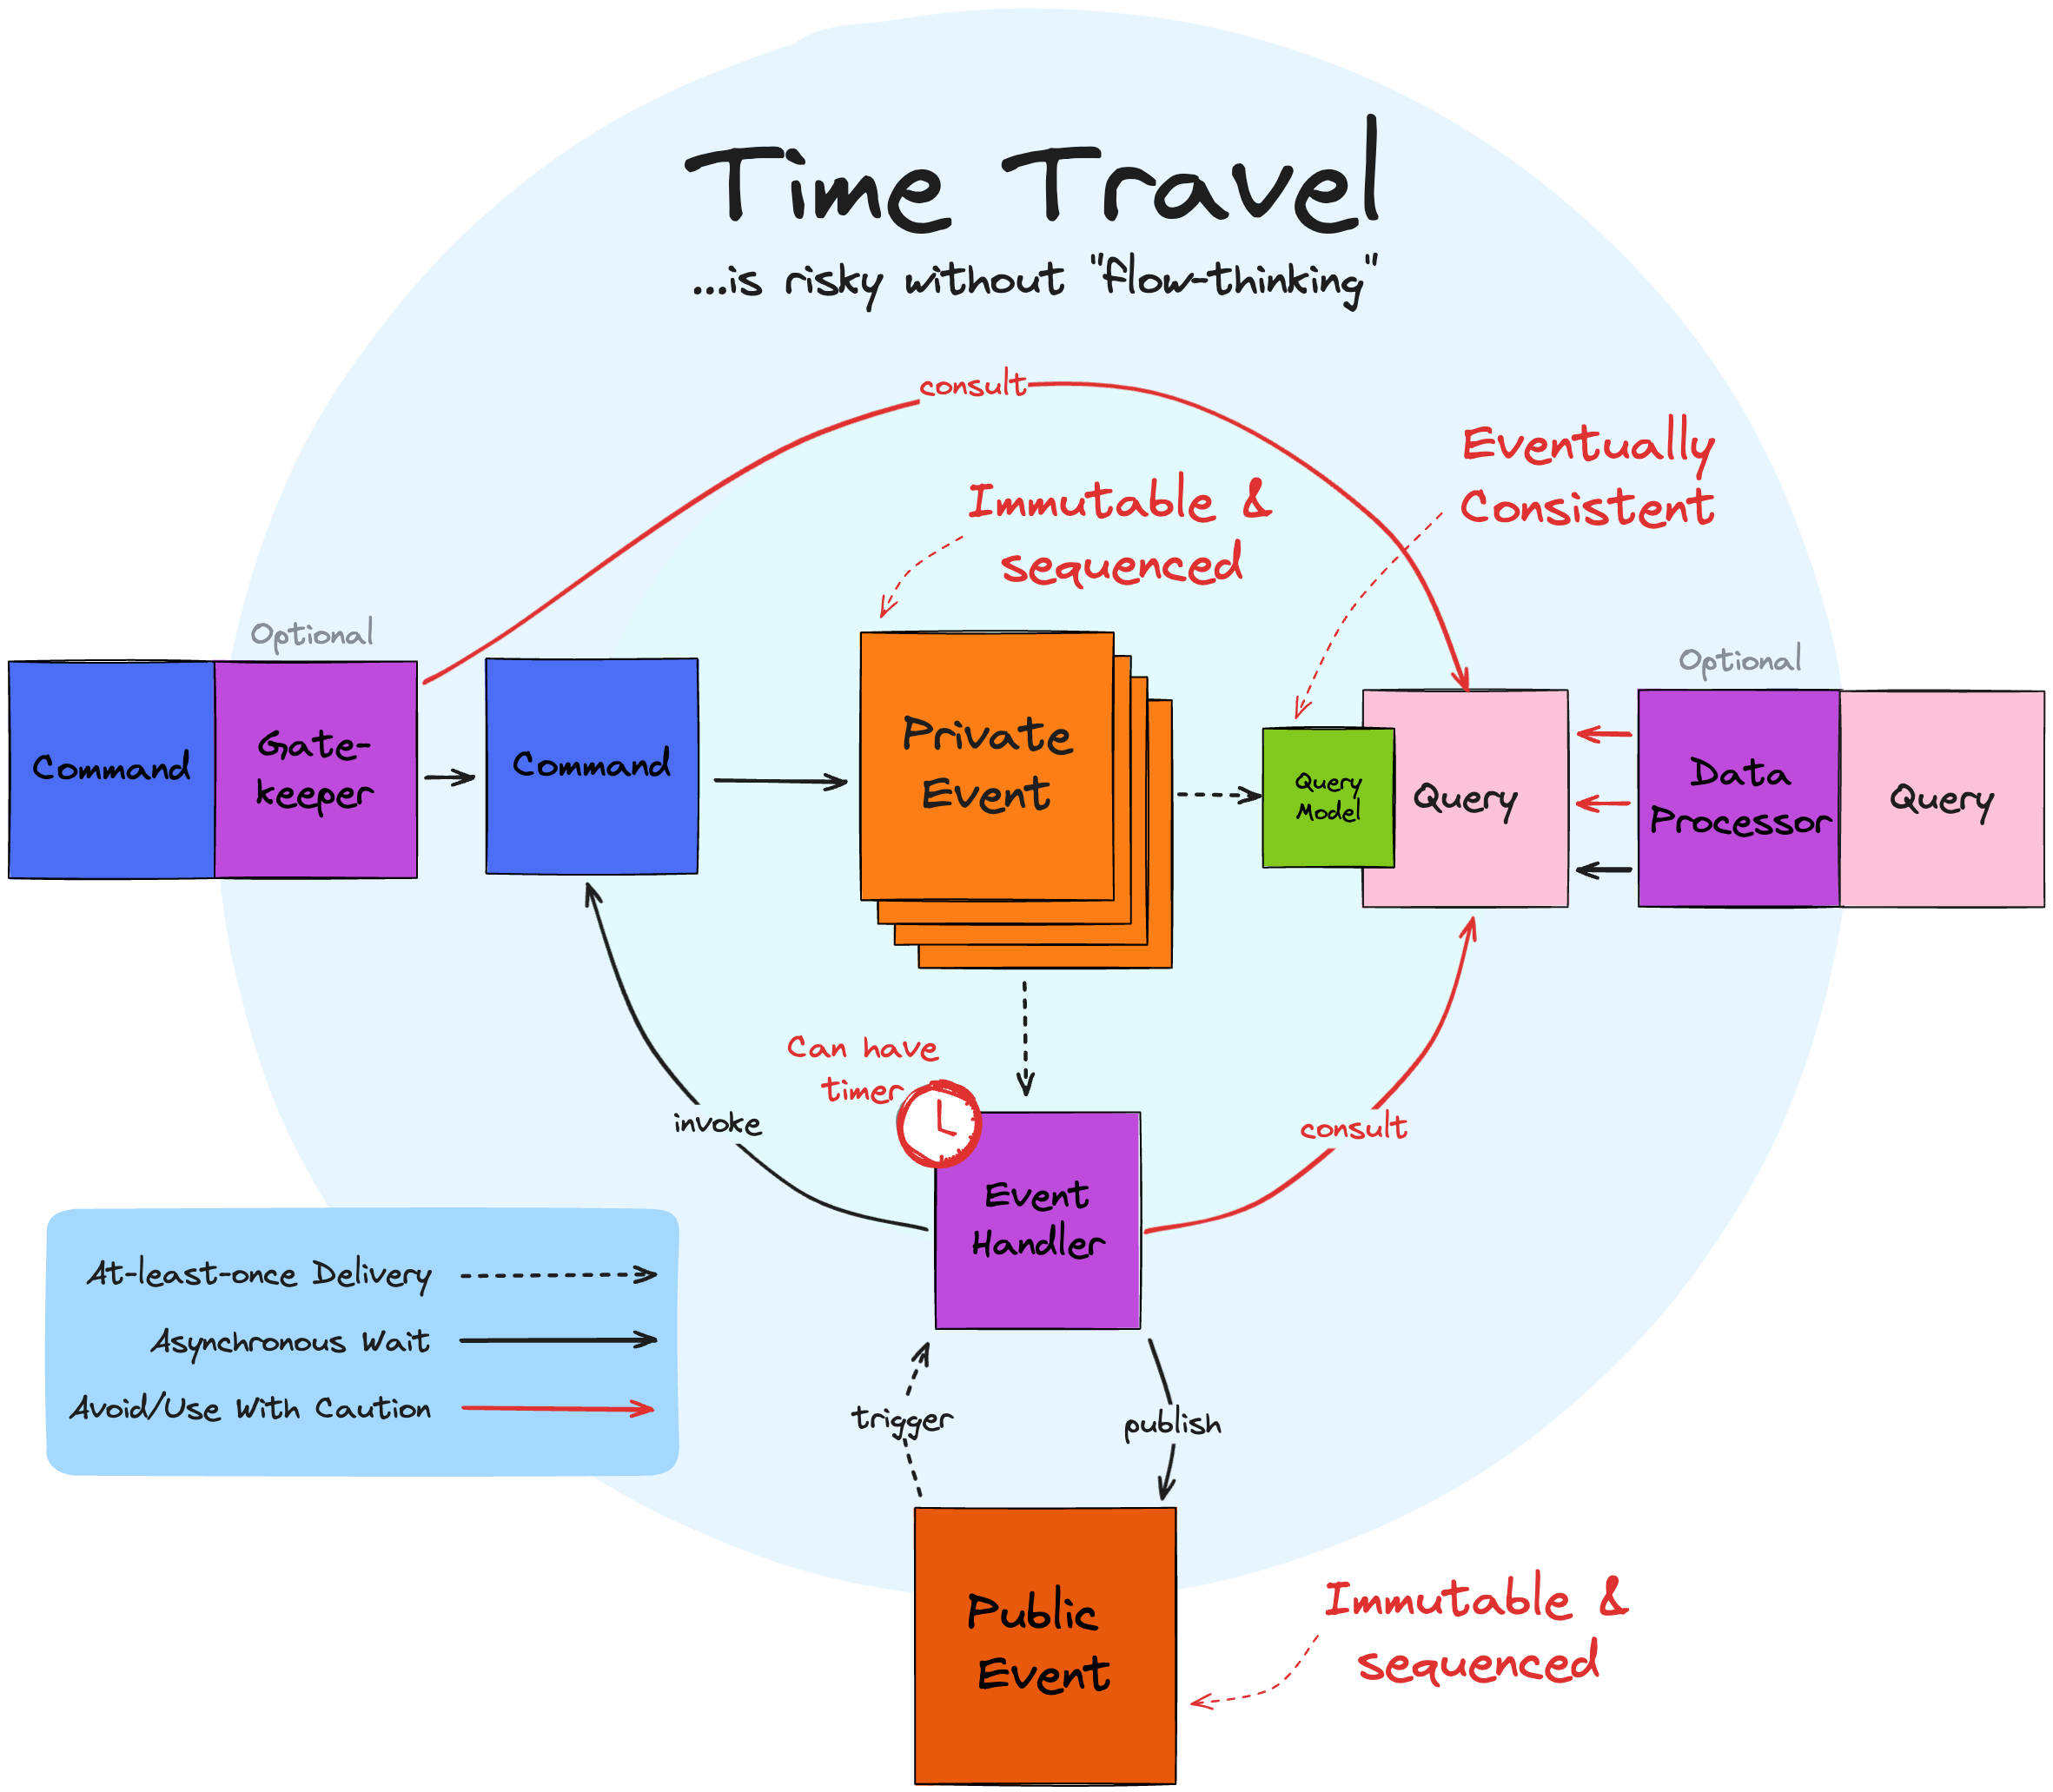 Time Travel
...is risky without "flow-thinking"
consult
Immutable &
sequenced
Eventually
Consistent
Optional
Command
Gate-
keeper
Command
Private
Event
Query
Model
Query
Optional
Data
Processor
Query
Can have
timer
invoke
Event
Handler
consult
At-least-once Delivery
Asynchronous Wait
Avoid/Use With Caution
trigger
publish
Public
Event
Immutable &
sequenced